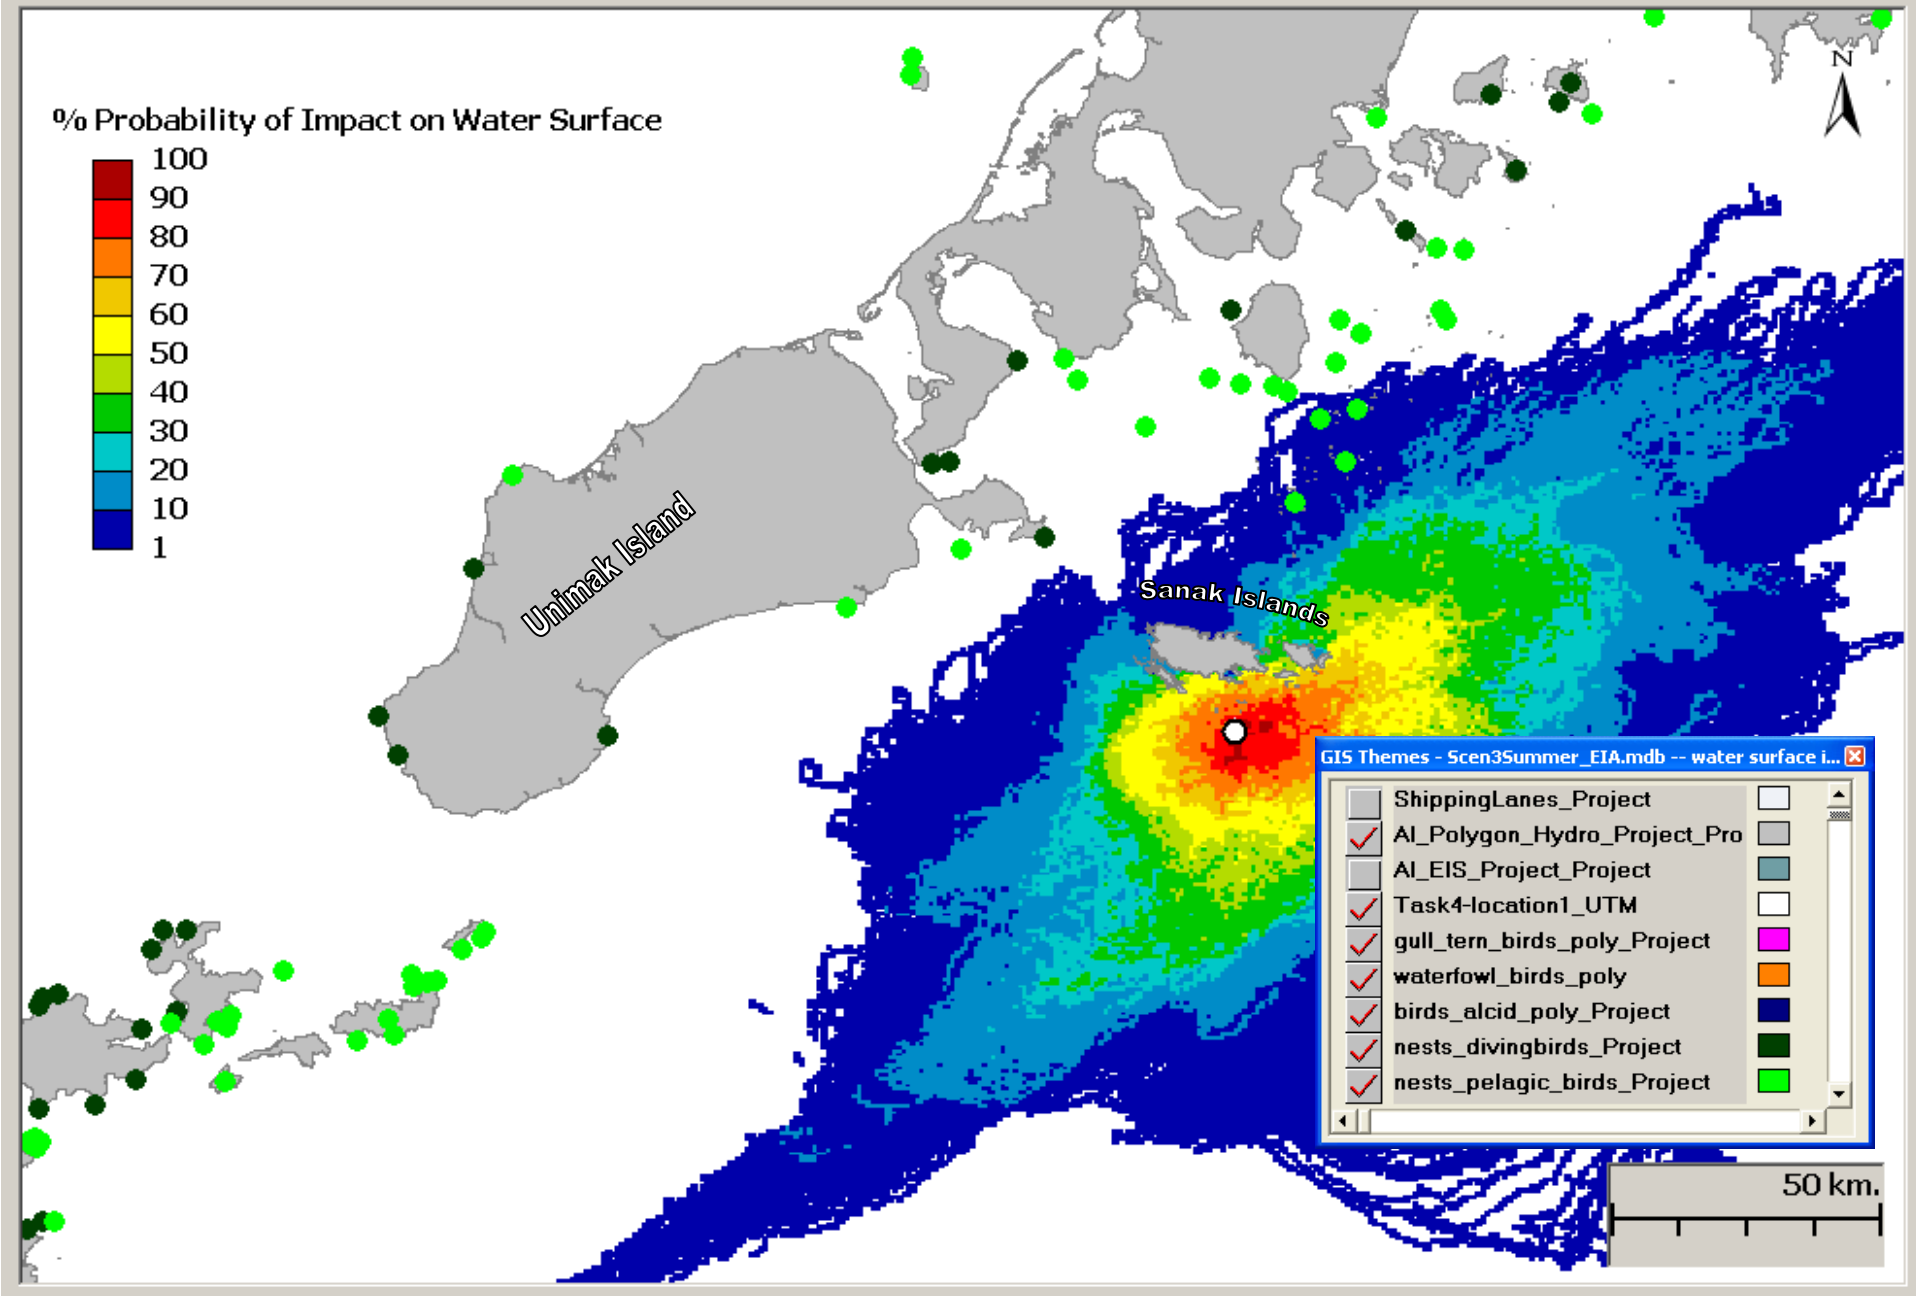 N
% Probability of Impact on Water Surface
100
90
80
70
60
50
40
30
20
10
1
Unimak Island
Sanak Islands
GIS Themes - Scen3Summer_EIA.mdb -- water surface i...
ShippingLanes_Project
AI_Polygon_Hydro_Project_Pro
AI_EIS_Project_Project
Task4-location1_UTM
gull_tern_birds_poly_Project
waterfowl_birds_poly
birds_alcid_poly_Project
nests_divingbirds_Project
nests_pelagic_birds_Project
50 km.